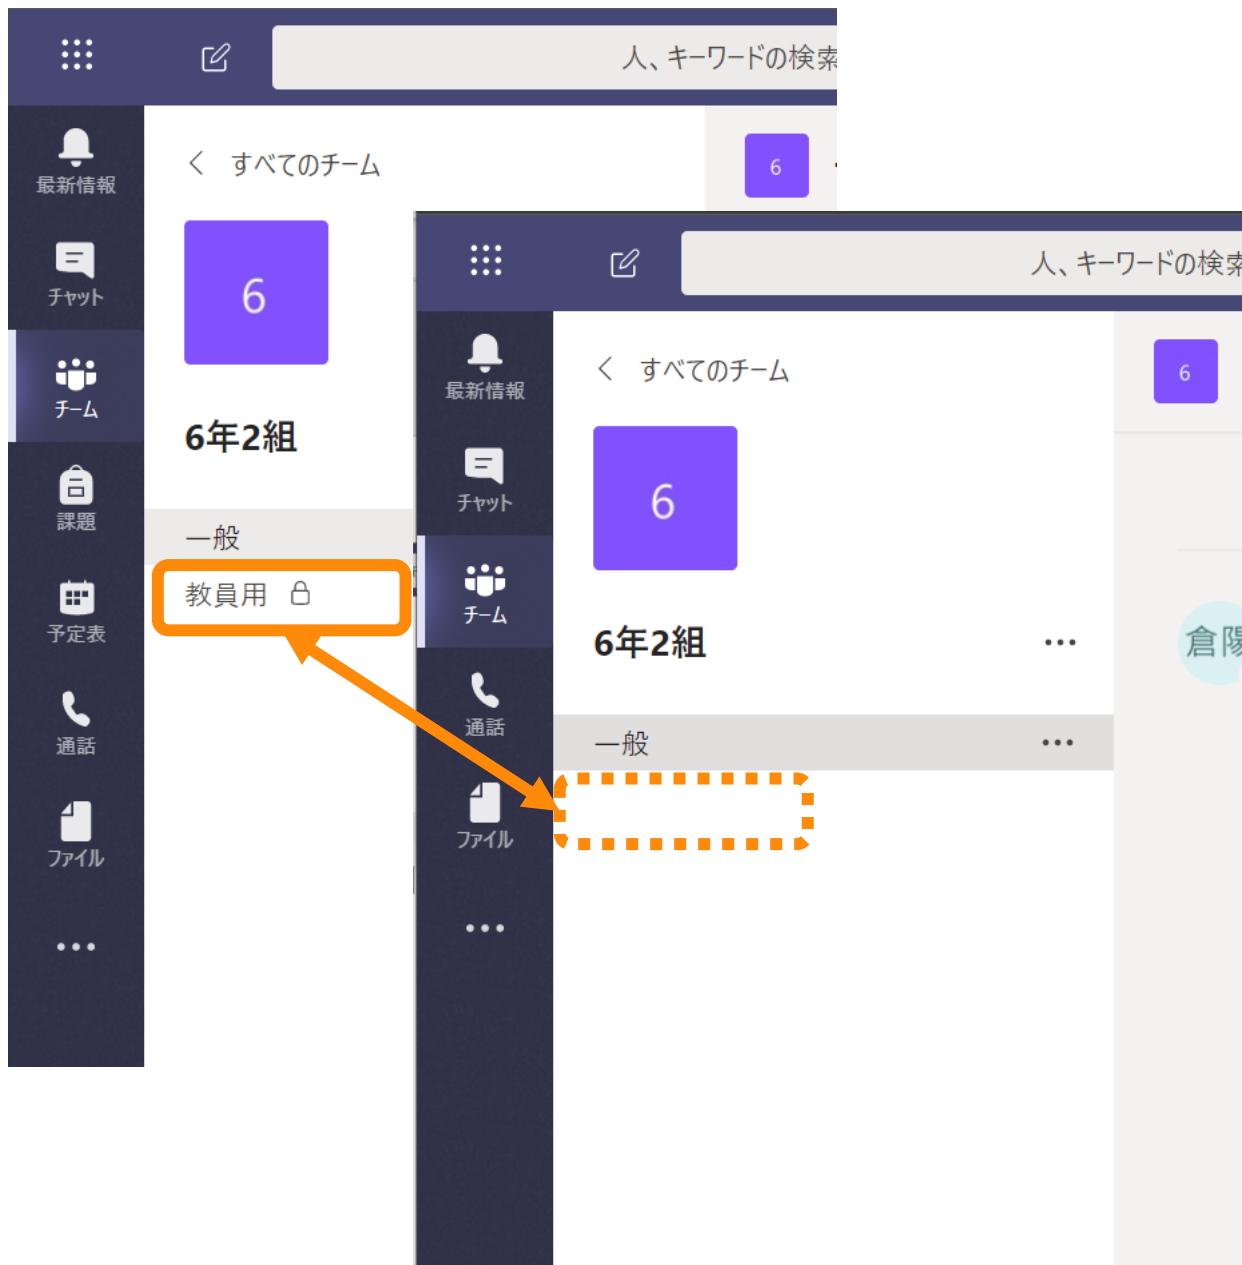 人、キーワードの検索
最新情報
チャット
チーム
課題
予定表
通話
ファイル
すべてのチーム
6
6
6年2組
一般
教員用
人、キーワードの検索
最新情報
チャット
チーム
通話
ファイル
すべてのチーム
6
6
6年2組
一般
倉陽